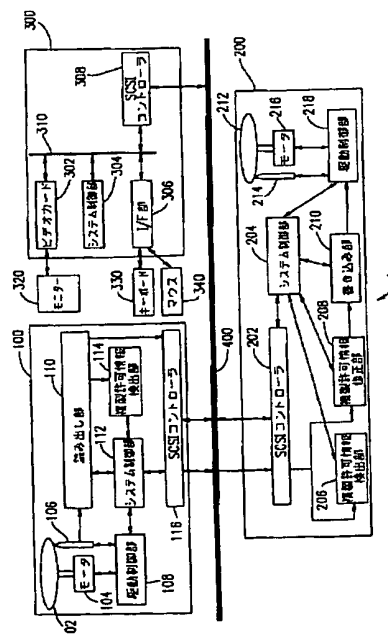 300
308
SCSI
コントローラ
310
ビデオカード
302
システム制御部
304
I/F部
306
320
モニター
330
キーボード
マウス
340
100
110
読み出し部
114
複製許可情報
検出部
112
システム制御部
106
モータ
104
駆動制御部
108
02
SCSIコントローラ
116
400
200
212
216
モータ
214
218
駆動制御部
204
システム制御部
210
書き込み部
202
SCSIコントローラ
208
複製許可情報
修正部
206
複製許可情報
検出部